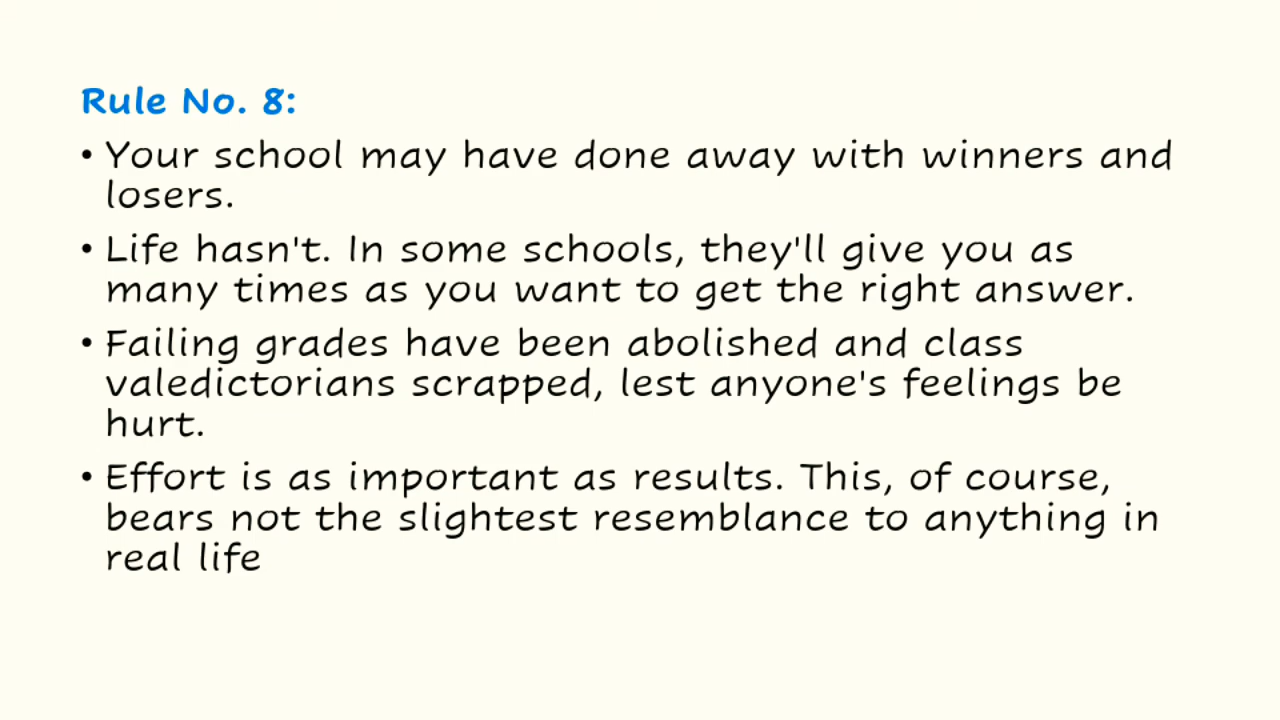 Rule No. 8:
• Your school may have done away with winners and
losers.
• Life hasn't. In some schools, they'll give you as
many times as you want to get the right answer.
• Failing grades have been abolished and class
valedictorians scrapped, lest anyone's feelings be
hurt.
• Effort is as important as results. This, of course,
bears not the slightest resemblance to anything in
real life